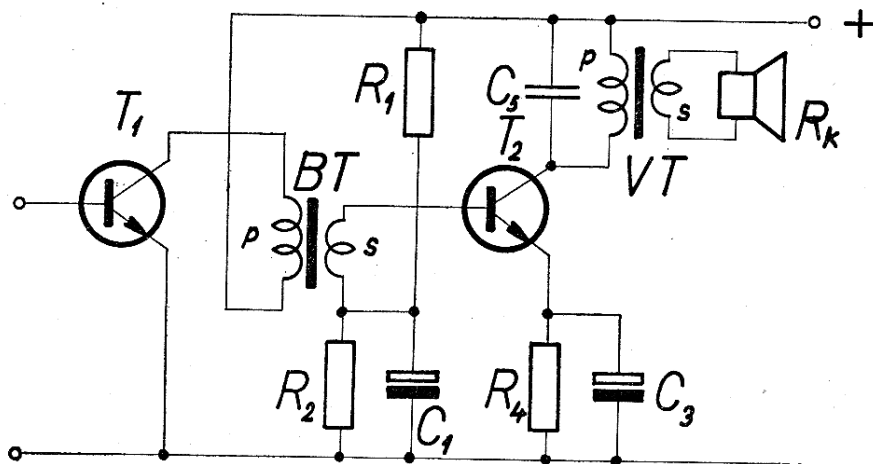 +
R₁
C₅
p
s
Rₖ
T₁
T₂
BT
VT
p
s
R₂
C₁
R₄
C₃